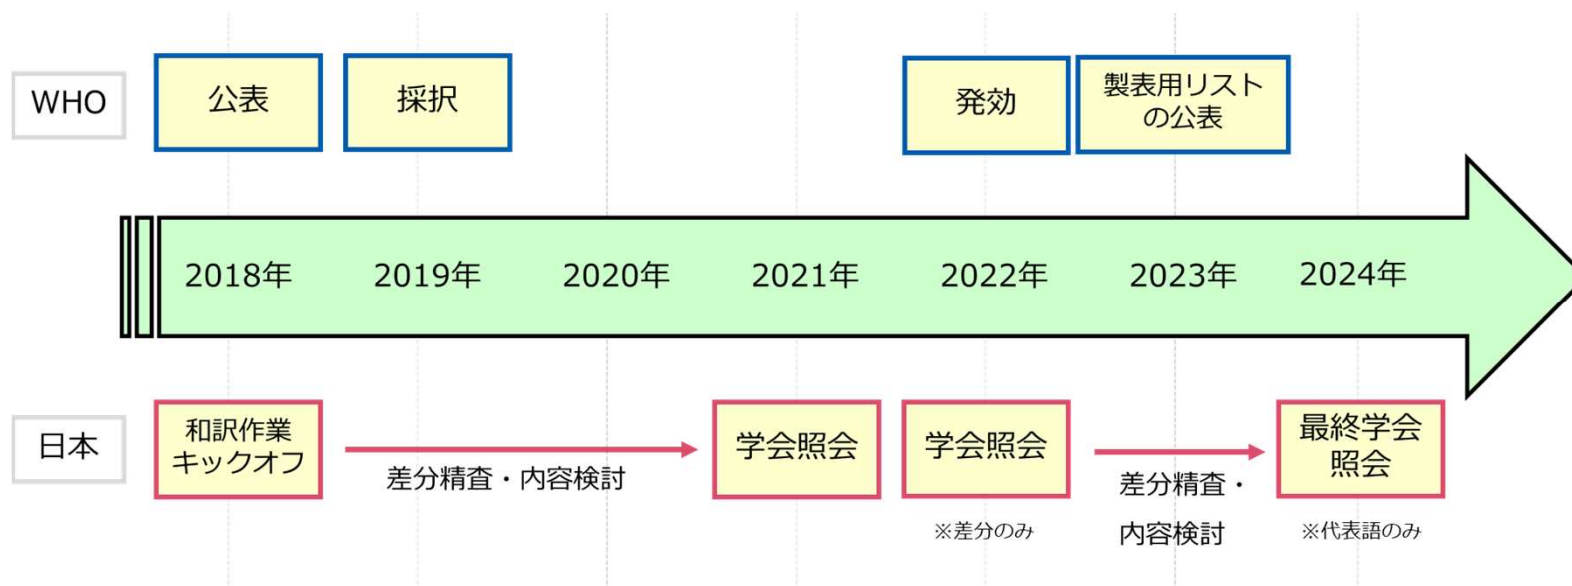 WHO
公表
採択
発効
製表用リスト
の公表
2018年
2019年
2020年
2021年
2022年
2023年
2024年
日本
和訳作業
キックオフ
差分精査・内容検討
学会照会
学会照会
※差分のみ
差分精査・
内容検討
最終学会
照会
※代表語のみ